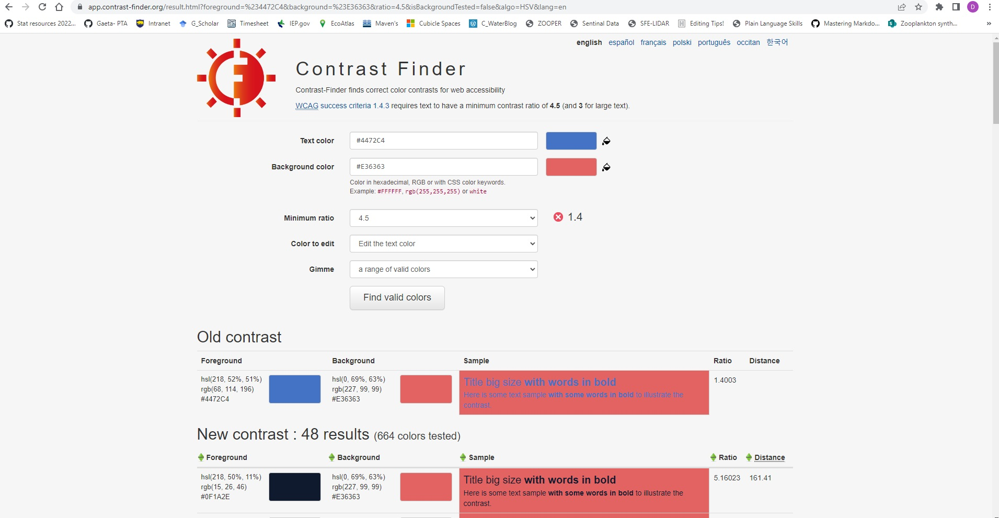 app.contrast-finder.org/result.html?foreground=%234472C4&background=%23E36363&ratio=4.5&isBackgroundTested=false&algo=HSV&lang=en
D
Stat resources 2022... Gaeta- PTA Intranet G_Scholar Timesheet IEP.gov EcoAtlas Maven's Cubicle Spaces C_WaterBlog ZOOPER Sentinal Data SFE-LIDAR Editing Tips! Plain Language Skills Mastering Markdo... Zooplankton synth... »
english español français polski português occitan 한국어
Contrast Finder
Contrast-Finder finds correct color contrasts for web accessibility
WCAG success criteria 1.4.3 requires text to have a minimum contrast ratio of 4.5 (and 3 for large text).
Text color #4472C4
Background color #E36363
Color in hexadecimal, RGB or with CSS color keywords.
Example: #FFFFFF, rgb(255,255,255) or white
Minimum ratio 4.5 1.4
Color to edit Edit the text color
Gimme a range of valid colors
Find valid colors
Old contrast
Foreground Background Sample Ratio Distance
hsl(218, 52%, 51%)
rgb(68, 114, 196)
#4472C4
hsl(0, 69%, 63%)
rgb(227, 99, 99)
#E36363
Title big size with words in bold
Here is some text sample with some words in bold to illustrate the
contrast.
1.4003
New contrast : 48 results (664 colors tested)
Foreground Background Sample Ratio Distance
hsl(218, 50%, 11%)
rgb(15, 26, 46)
#0F1A2E
hsl(0, 69%, 63%)
rgb(227, 99, 99)
#E36363
Title big size with words in bold
Here is some text sample with some words in bold to illustrate the
contrast.
5.16023 161.41